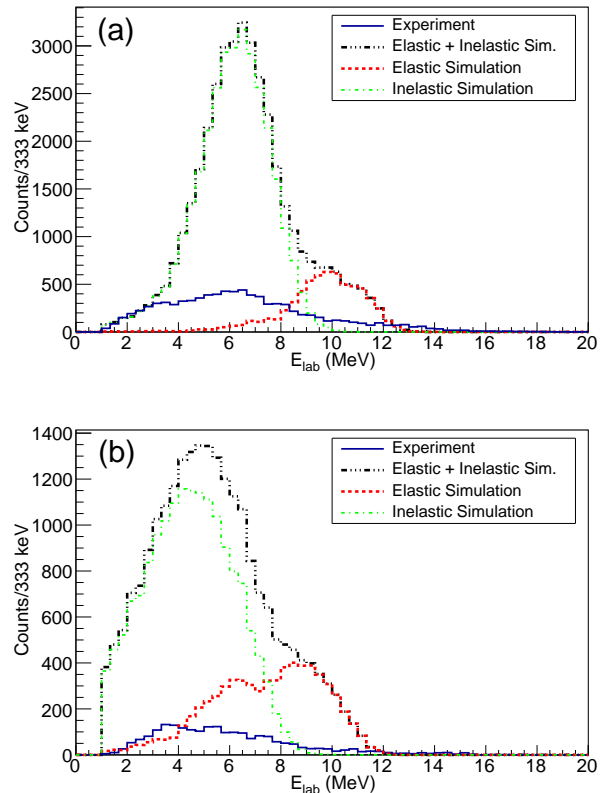 (a)
Experiment
Elastic + Inelastic Sim.
Elastic Simulation
Inelastic Simulation
Counts/333 keV
3000
2500
2000
1500
1000
500
0
0 2 4 6 8 10 12 14 16 18 20
E_lab (MeV)
(b)
Experiment
Elastic + Inelastic Sim.
Elastic Simulation
Inelastic Simulation
Counts/333 keV
1400
1200
1000
800
600
400
200
0
0 2 4 6 8 10 12 14 16 18 20
E_lab (MeV)